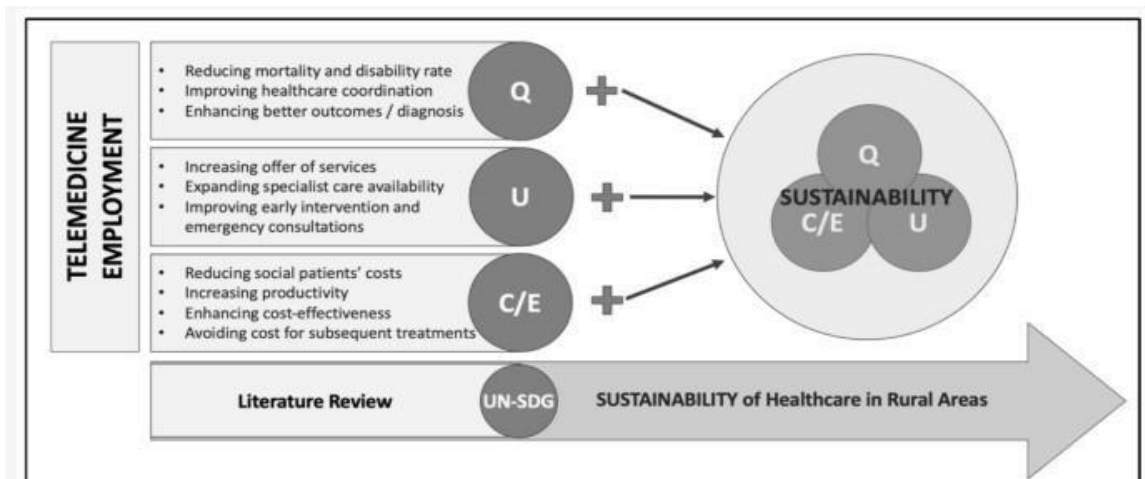 TELEMEDICINE
EMPLOYMENT
• Reducing mortality and disability rate
• Improving healthcare coordination
• Enhancing better outcomes / diagnosis
Q
• Increasing offer of services
• Expanding specialist care availability
• Improving early intervention and
emergency consultations
U
• Reducing social patients' costs
• Increasing productivity
• Enhancing cost-effectiveness
• Avoiding cost for subsequent treatments
C/E
Q
SUSTAINABILITY
C/E U
Literature Review
UN-SDG
SUSTAINABILITY of Healthcare in Rural Areas